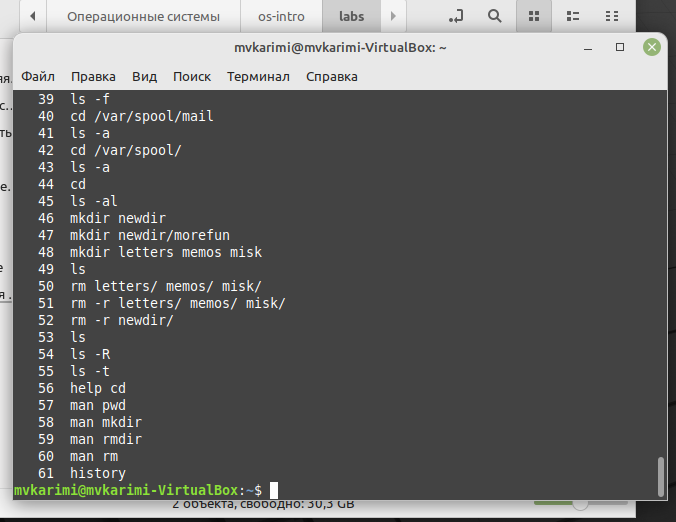 Операционные системы os-intro labs
mvkarimi@mvkarimi-VirtualBox: ~
Файл Правка Вид Поиск Терминал Справка
39 ls -f
40 cd /var/spool/mail
41 ls -a
42 cd /var/spool/
43 ls -a
44 cd
45 ls -al
46 mkdir newdir
47 mkdir newdir/morefun
48 mkdir letters memos misk
49 ls
50 rm letters/ memos/ misk/
51 rm -r letters/ memos/ misk/
52 rm -r newdir/
53 ls
54 ls -R
55 ls -t
56 help cd
57 man pwd
58 man mkdir
59 man rmdir
60 man rm
61 history
mvkarimi@mvkarimi-VirtualBox:~$
2 объекта, свободно: 30,3 GB